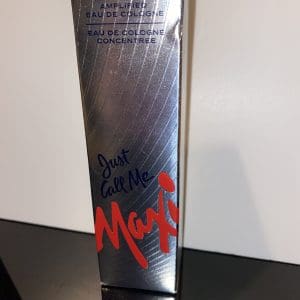 AMPLIFIED
EAU DE COLOGNE
EAU DE COLOGNE
CONCENTREE
Just
Call Me
Maxi